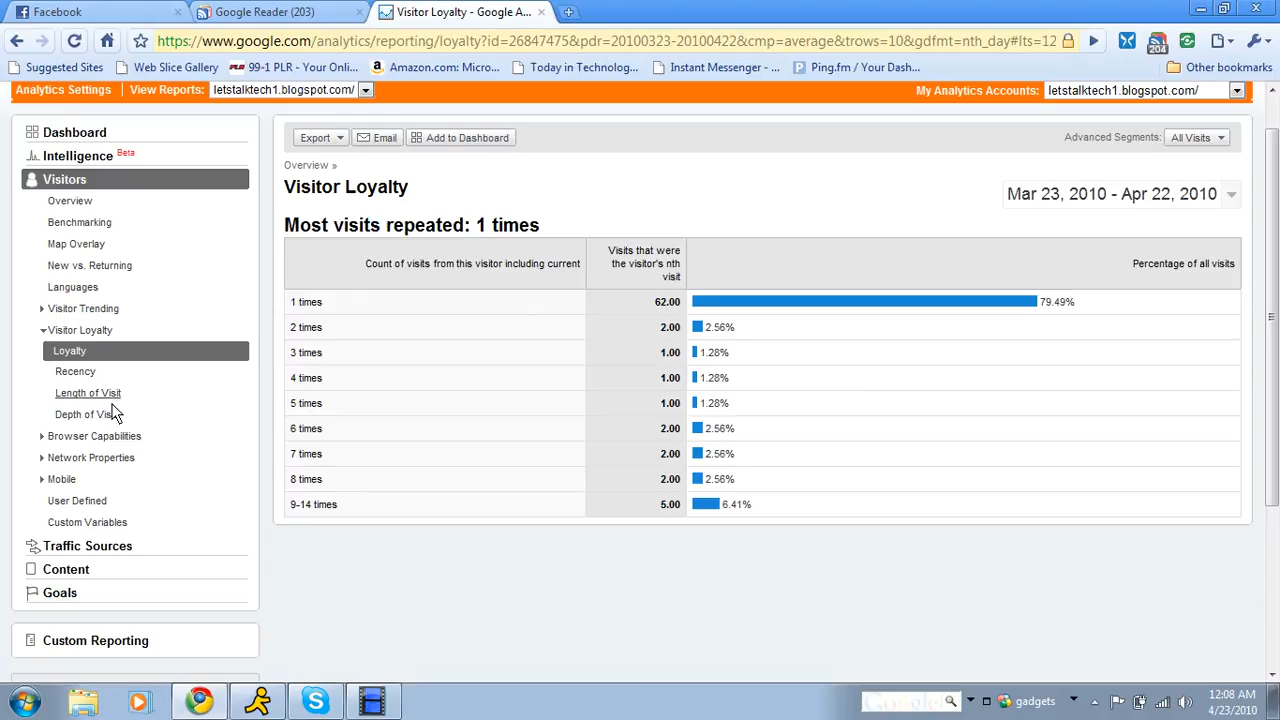 Facebook
Google Reader (203)
Visitor Loyalty - Google A...
https://www.google.com/analytics/reporting/loyalty?id=26847475&pdr=20100323-20100422&cmp=average&trows=10&gdfmt=nth_day#lts=12
204
Suggested Sites
Web Slice Gallery
PLR 99-1 PLR - Your Onli...
Amazon.com: Micro...
Today in Technolog...
Instant Messenger - ...
Ping.fm / Your Dash...
Other bookmarks
Analytics Settings
View Reports:
letstalktech1.blogspot.com/
My Analytics Accounts:
letstalktech1.blogspot.com/
Dashboard
Intelligence Beta
Visitors
Overview
Benchmarking
Map Overlay
New vs. Returning
Languages
Visitor Trending
Visitor Loyalty
Loyalty
Recency
Length of Visit
Depth of Vis
Browser Capabilities
Network Properties
Mobile
User Defined
Custom Variables
Traffic Sources
Content
Goals
Custom Reporting
Export
Email
Add to Dashboard
Advanced Segments:
All Visits
Overview »
Visitor Loyalty
Mar 23, 2010 - Apr 22, 2010
Most visits repeated: 1 times
Count of visits from this visitor including current
Visits that were
the visitor's nth
visit
Percentage of all visits
1 times 62.00 79.49%
2 times 2.00 2.56%
3 times 1.00 1.28%
4 times 1.00 1.28%
5 times 1.00 1.28%
6 times 2.00 2.56%
7 times 2.00 2.56%
8 times 2.00 2.56%
9-14 times 5.00 6.41%
Google
gadgets
12:08 AM
4/23/2010